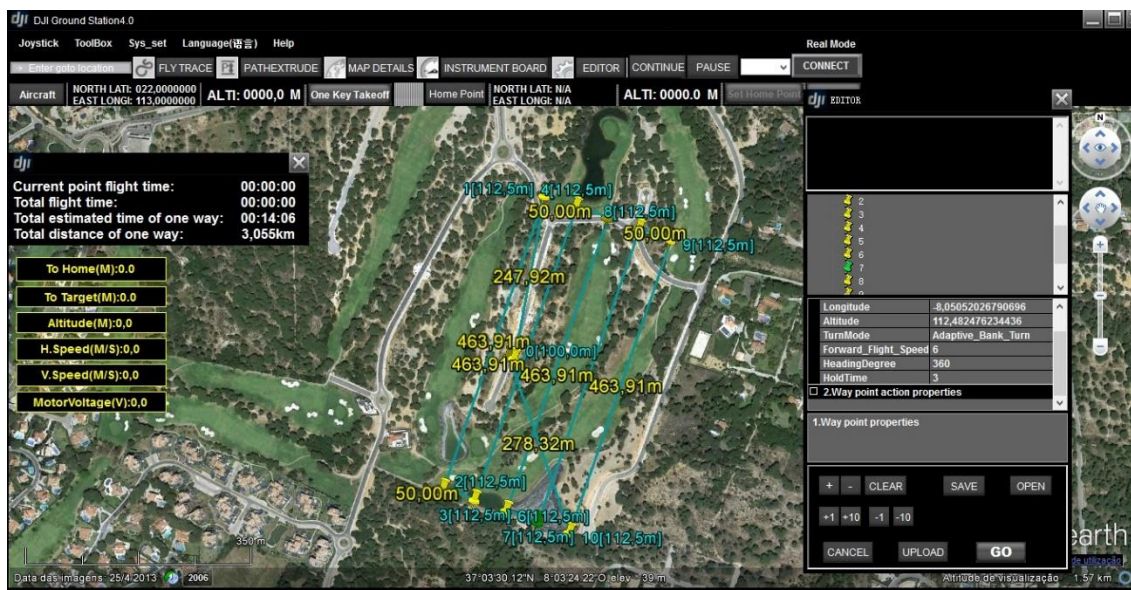 dji DJI Ground Station4.0
Joystick ToolBox Sys_set Language(语言) Help Real Mode
Enter goto location FLY TRACE PATHEXTRUDE MAP DETAILS INSTRUMENT BOARD EDITOR CONTINUE PAUSE CONNECT
Aircraft NORTH LATI: 022,0000000 ALTI: 0000,0 M One Key Takeoff Home Point NORTH LATI: N/A ALTI: 0000.0 M Set Home Point
EAST LONGI: 113,0000000 EAST LONGI: N/A
dji EDITOR
dji
Current point flight time: 00:00:00
Total flight time: 00:00:00
Total estimated time of one way: 00:14:06
Total distance of one way: 3,055km
To Home(M):0.0
To Target(M):0.0
Altitude(M):0,0
H.Speed(M/S):0,0
V.Speed(M/S):0,0
MotorVoltage(V):0,0
1[112,5m] 4[112,5m]
50,00m 8[112,5m]
50,00m
9[112,5m]
247,92m
463,91m
0[100,0m]
463,91m 463,91m 463,91m
278,32m
2[112,5m]
50,00m
3[112,5m] 6[112,5m]
7[112,5m] 10[112,5m]
350 m
Data das imagens: 25/4/2013 2006 37°03'30.12"N 8°03'24.22"O elev. 39 m Altitude de visualização 1.57 km
N
2
3
4
5
6
7
8
9
Longitude -8,05052026790696
Altitude 112,482476234436
TurnMode Adaptive_Bank_Turn
Forward_Flight_Speed 6
HeadingDegree 360
HoldTime 3
2.Way point action properties
1.Way point properties
+ - CLEAR SAVE OPEN
+1 +10 -1 -10
CANCEL UPLOAD GO
earth
de utilização